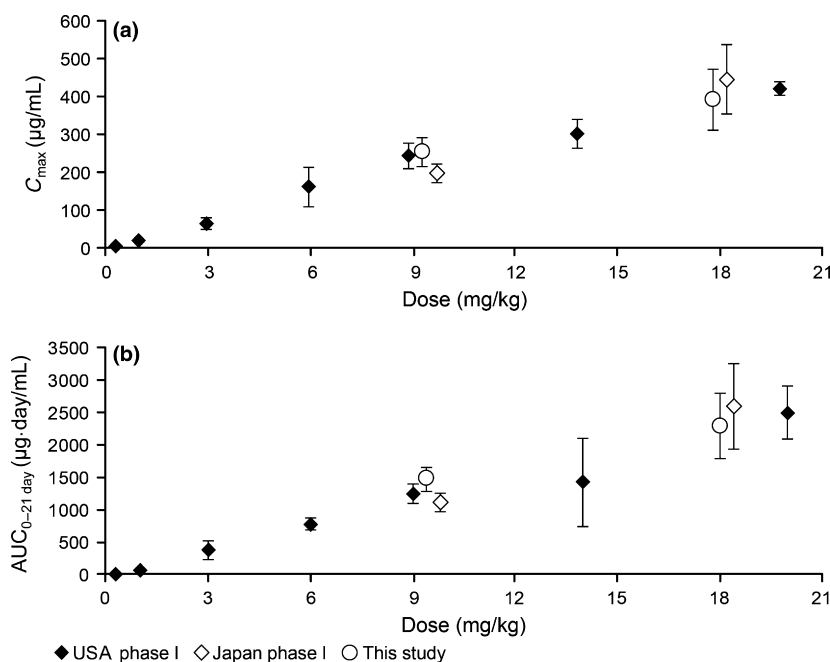 (a)
C_max (µg/mL)
600
500
400
300
200
100
0
0 3 6 9 12 15 18 21
Dose (mg/kg)
(b)
AUC_0–21 day (µg·day/mL)
3500
3000
2500
2000
1500
1000
500
0
0 3 6 9 12 15 18 21
Dose (mg/kg)
◆ USA phase I ◇ Japan phase I ○ This study